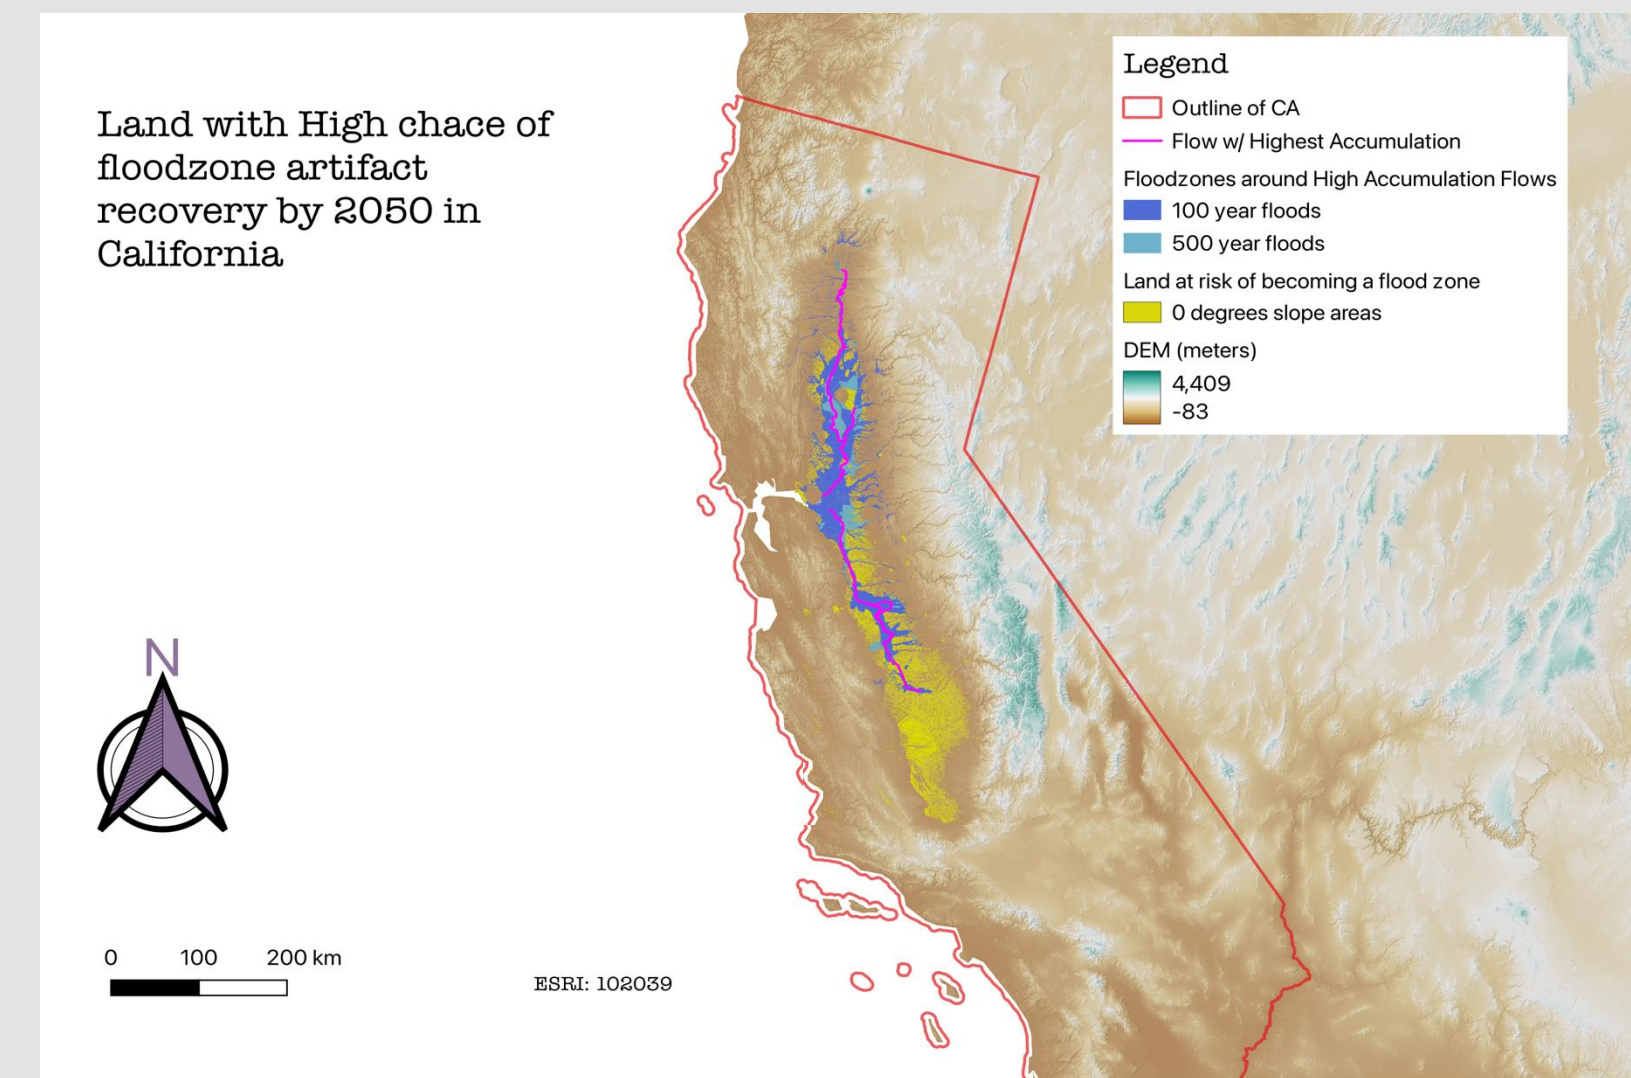 Land with High chace of
floodzone artifact
recovery by 2050 in
California
Legend
Outline of CA
Flow w/ Highest Accumulation
Floodzones around High Accumulation Flows
100 year floods
500 year floods
Land at risk of becoming a flood zone
0 degrees slope areas
DEM (meters)
4,409
-83
N
0 100 200 km
ESRI: 102039